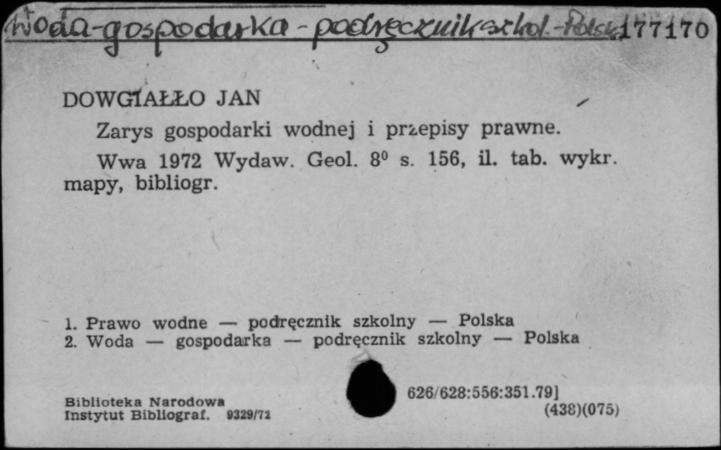 Woda-gospodarka - podręcznik szkol.-Polska 177170
DOWGIAŁŁO JAN
Zarys gospodarki wodnej i przepisy prawne.
Wwa 1972 Wydaw. Geol. 8⁰ s. 156, il. tab. wykr.
mapy, bibliogr.
1. Prawo wodne — podręcznik szkolny — Polska
2. Woda — gospodarka — podręcznik szkolny — Polska
626/628:556:351.79]
Biblioteka Narodowa
(438)(075)
Instytut Bibliograf. 9329/72